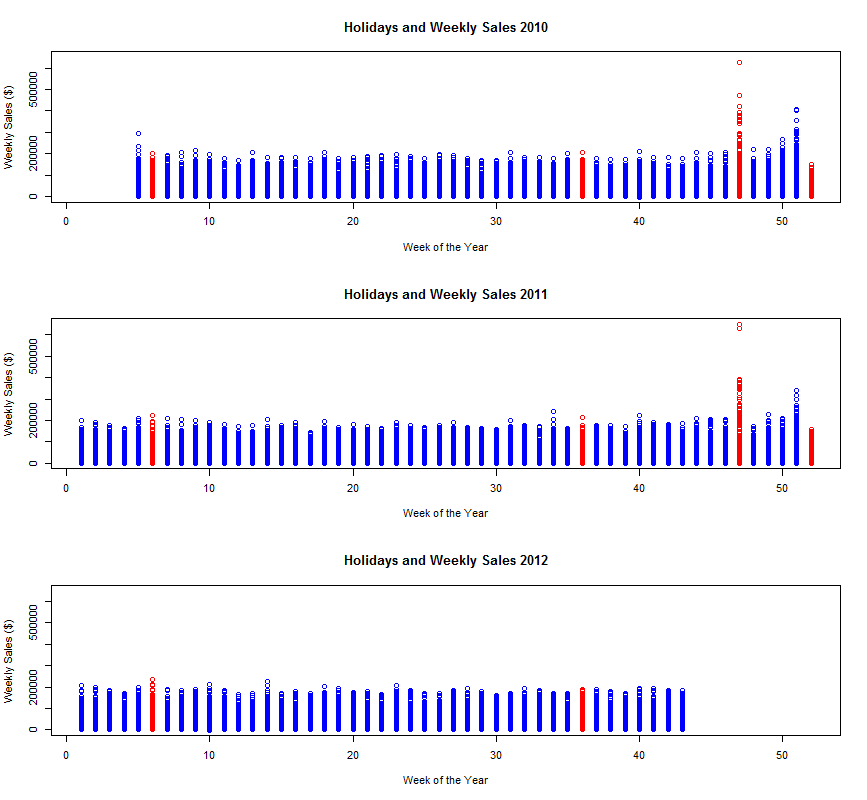 Holidays and Weekly Sales 2010
Weekly Sales ($)
500000
200000
0
0 10 20 30 40 50
Week of the Year
Holidays and Weekly Sales 2011
Weekly Sales ($)
500000
200000
0
0 10 20 30 40 50
Week of the Year
Holidays and Weekly Sales 2012
Weekly Sales ($)
500000
200000
0
0 10 20 30 40 50
Week of the Year